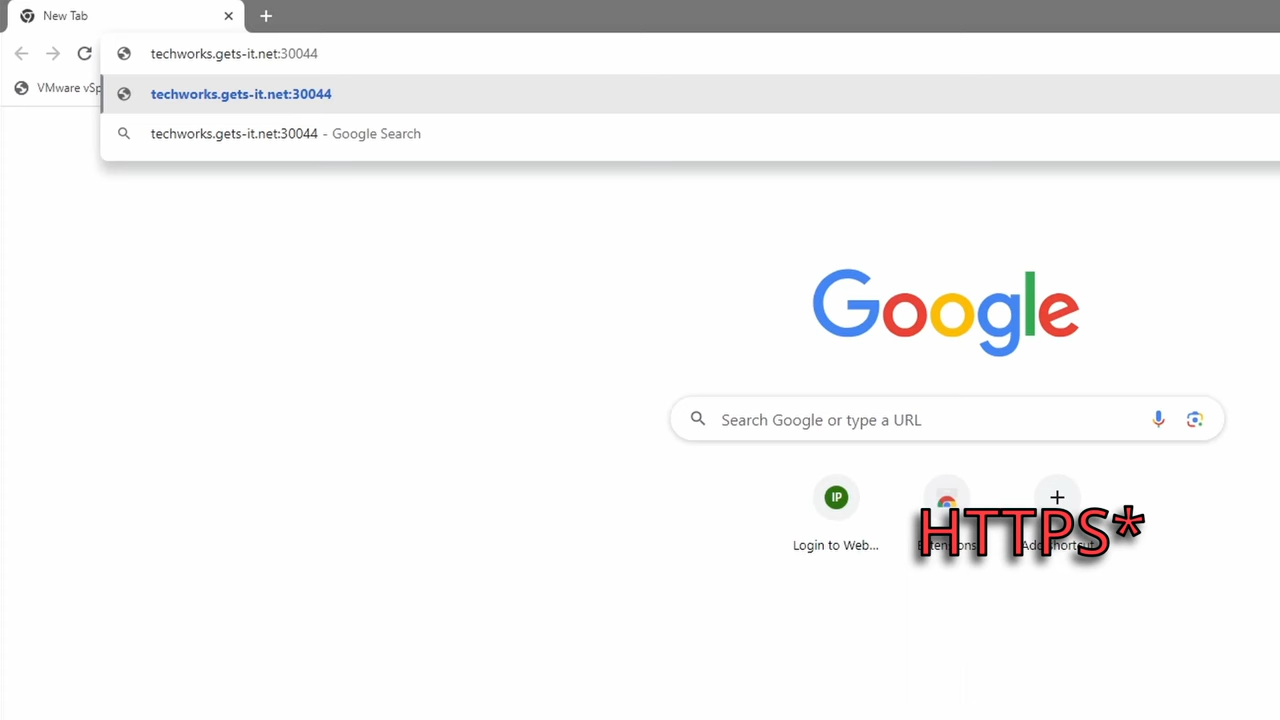 New Tab
techworks.gets-it.net:30044
VMware vSp
techworks.gets-it.net:30044
techworks.gets-it.net:30044 - Google Search
Google
Search Google or type a URL
IP
Login to Web... Extensions Add shortcut
HTTPS*